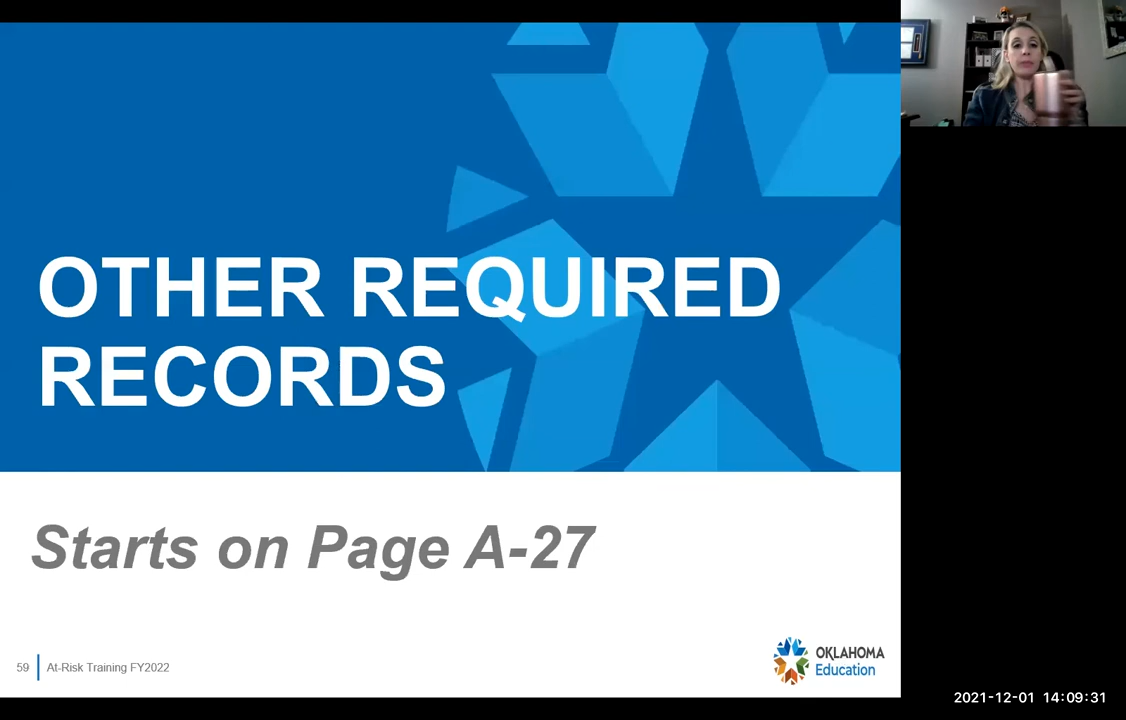 OTHER REQUIRED
RECORDS
Starts on Page A-27
59
At-Risk Training FY2022
OKLAHOMA
Education
2021-12-01 14:09:31